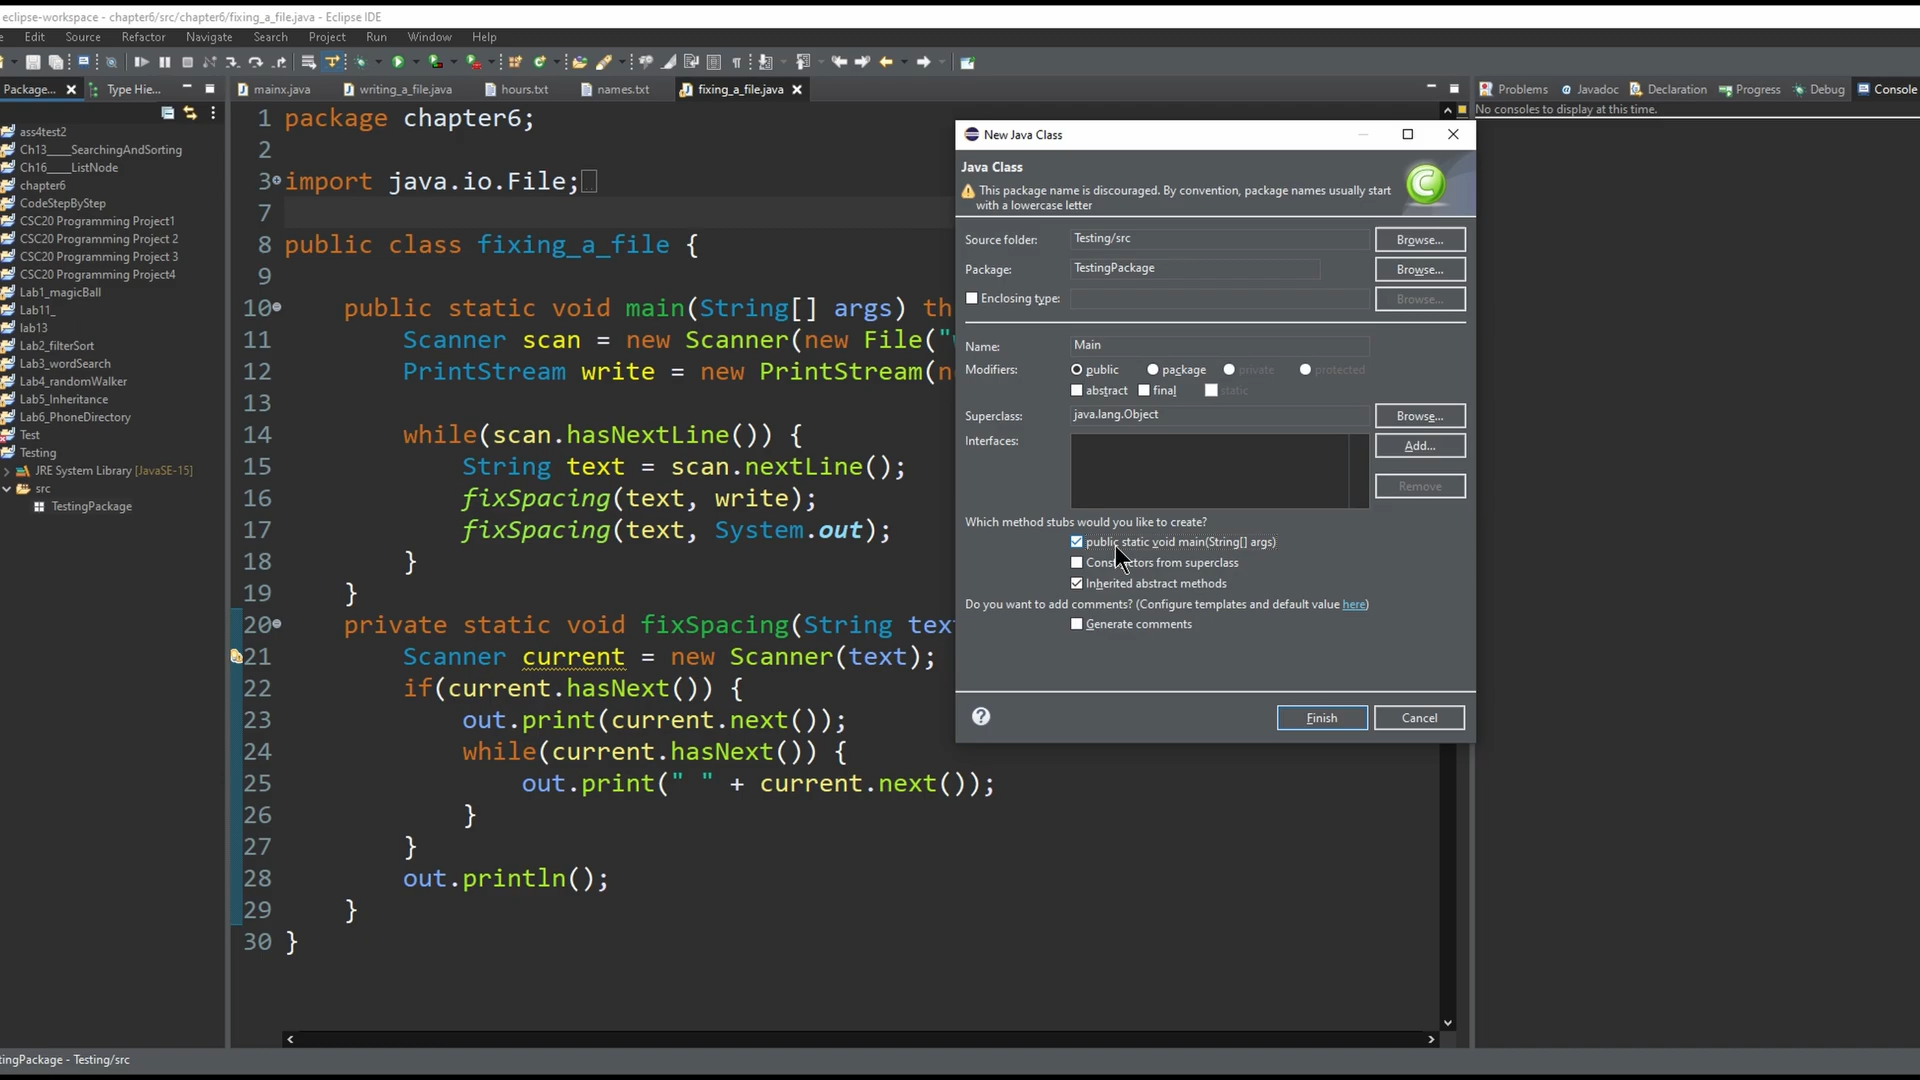 eclipse-workspace - chapter6/src/chapter6/fixing_a_file.java - Eclipse IDE
Edit Source Refactor Navigate Search Project Run Window Help
Package... Type Hie...
mainx.java writing_a_file.java hours.txt names.txt fixing_a_file.java
Problems Javadoc Declaration Progress Debug Console
No consoles to display at this time.
ass4test2
Ch13____SearchingAndSorting
Ch16____ListNode
chapter6
CodeStepByStep
CSC20 Programming Project1
CSC20 Programming Project 2
CSC20 Programming Project 3
CSC20 Programming Project4
Lab1_magicBall
Lab11_
lab13
Lab2_filterSort
Lab3_wordSearch
Lab4_randomWalker
Lab5_Inheritance
Lab6_PhoneDirectory
Test
Testing
JRE System Library [JavaSE-15]
src
TestingPackage
1 package chapter6;
2
3 import java.io.File;
7
8 public class fixing_a_file {
9
10 public static void main(String[] args) th
11 Scanner scan = new Scanner(new File("
12 PrintStream write = new PrintStream(n
13
14 while(scan.hasNextLine()) {
15 String text = scan.nextLine();
16 fixSpacing(text, write);
17 fixSpacing(text, System.out);
18 }
19 }
20 private static void fixSpacing(String tex
21 Scanner current = new Scanner(text);
22 if(current.hasNext()) {
23 out.print(current.next());
24 while(current.hasNext()) {
25 out.print(" " + current.next());
26 }
27 }
28 out.println();
29 }
30 }
New Java Class
Java Class
This package name is discouraged. By convention, package names usually start
with a lowercase letter
Source folder: Testing/src Browse...
Package: TestingPackage Browse...
Enclosing type: Browse...
Name: Main
Modifiers: public package private protected
abstract final static
Superclass: java.lang.Object Browse...
Interfaces: Add...
Remove
Which method stubs would you like to create?
public static void main(String[] args)
Constructors from superclass
Inherited abstract methods
Do you want to add comments? (Configure templates and default value here)
Generate comments
Finish Cancel
tingPackage - Testing/src